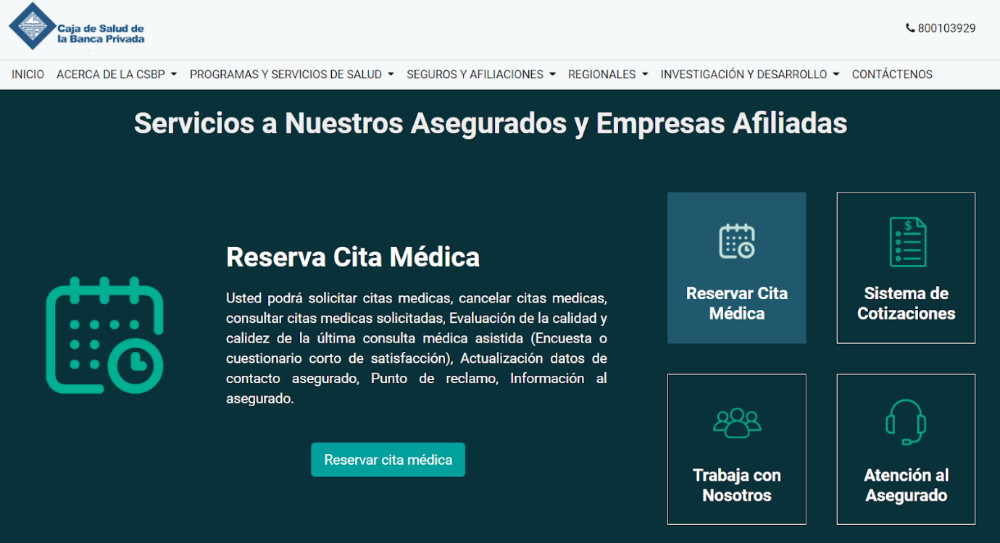 Caja de Salud de
la Banca Privada
800103929
INICIO ACERCA DE LA CSBP PROGRAMAS Y SERVICIOS DE SALUD SEGUROS Y AFILIACIONES REGIONALES INVESTIGACIÓN Y DESARROLLO CONTÁCTENOS
Servicios a Nuestros Asegurados y Empresas Afiliadas
Reserva Cita Médica
Usted podrá solicitar citas medicas, cancelar citas medicas,
consultar citas medicas solicitadas, Evaluación de la calidad y
calidez de la última consulta médica asistida (Encuesta o
cuestionario corto de satisfacción), Actualización datos de
contacto asegurado, Punto de reclamo, Información al
asegurado.
Reservar cita médica
Reservar Cita
Médica
$
Sistema de
Cotizaciones
Trabaja con
Nosotros
Atención al
Asegurado